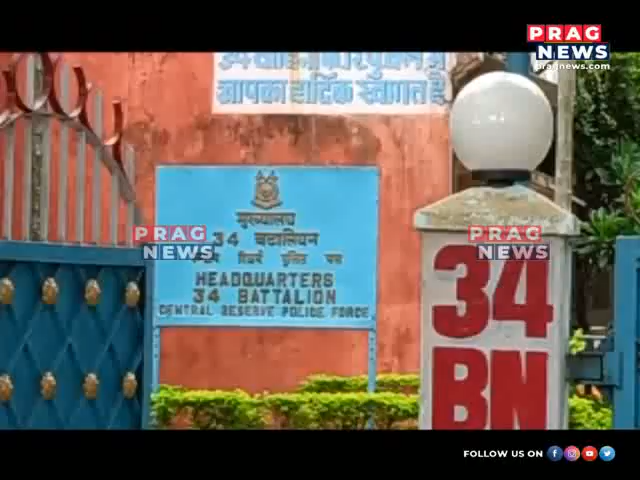 PRAG
NEWS
pragnews.com
आपका हार्दिक स्वागत है
मुख्यालय
34 बटालियन
रिजर्व पुलिस बल
HEADQUARTERS
34 BATTALION
CENTRAL RESERVE POLICE FORCE
PRAG
NEWS
34
BN
PRAG
NEWS
FOLLOW US ON